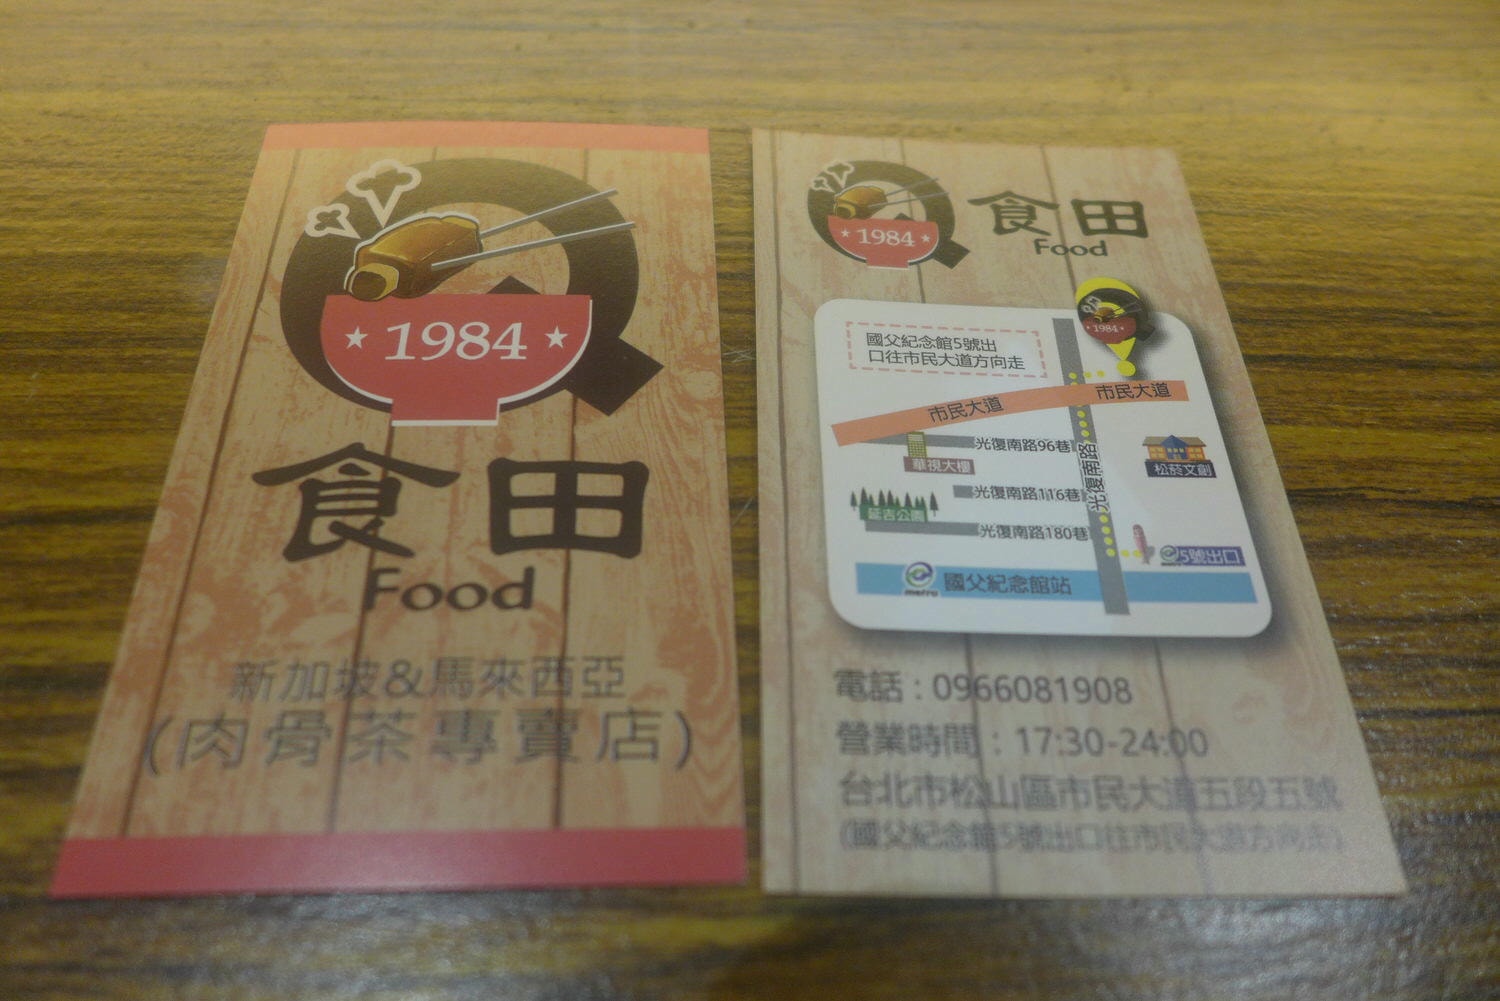 ★ 1984 ★
食田
Food
新加坡&馬來西亞
(肉骨茶專賣店)
★ 1984 ★
食田
Food
1984
國父紀念館5號出
口往市民大道方向走
市民大道
市民大道
光復南路96巷
華視大樓
光復南路
松菸文創
光復南路116巷
延吉公園
光復南路180巷
5號出口
metro
國父紀念館站
電話:0966081908
營業時間:17:30-24:00
台北市松山區市民大道五段五號
(國父紀念館5號出口往市民大道方向走)